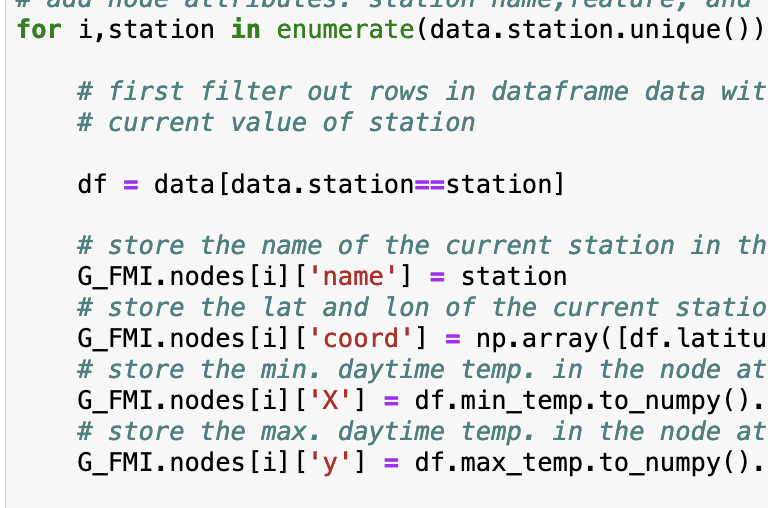 # add node attributes: station name,feature, and
for i,station in enumerate(data.station.unique())
# first filter out rows in dataframe data wit
# current value of station
df = data[data.station==station]
# store the name of the current station in th
G_FMI.nodes[i]['name'] = station
# store the lat and lon of the current statio
G_FMI.nodes[i]['coord'] = np.array([df.latitu
# store the min. daytime temp. in the node at
G_FMI.nodes[i]['X'] = df.min_temp.to_numpy().
# store the max. daytime temp. in the node at
G_FMI.nodes[i]['y'] = df.max_temp.to_numpy().